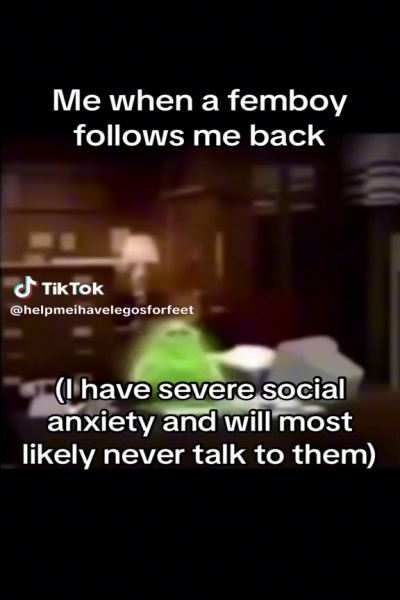 Me when a femboy
follows me back
TikTok
@helpmeihavelegosforfeet
(I have severe social
anxiety and will most
likely never talk to them)